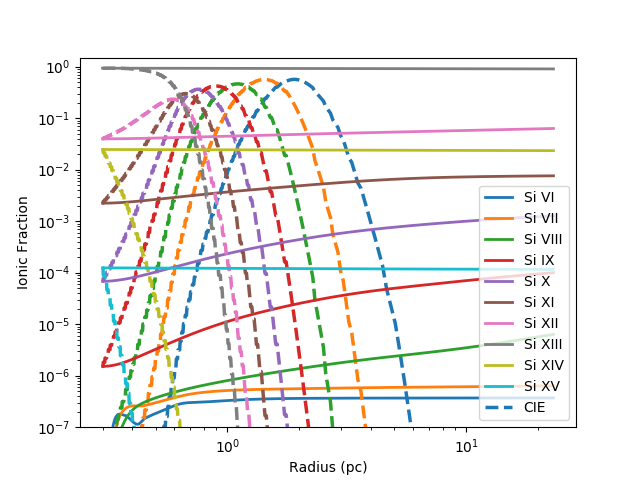 10⁰
10⁻¹
10⁻²
10⁻³
10⁻⁴
10⁻⁵
10⁻⁶
10⁻⁷
Ionic Fraction
Si VI
Si VII
Si VIII
Si IX
Si X
Si XI
Si XII
Si XIII
Si XIV
Si XV
CIE
10⁰
10¹
Radius (pc)